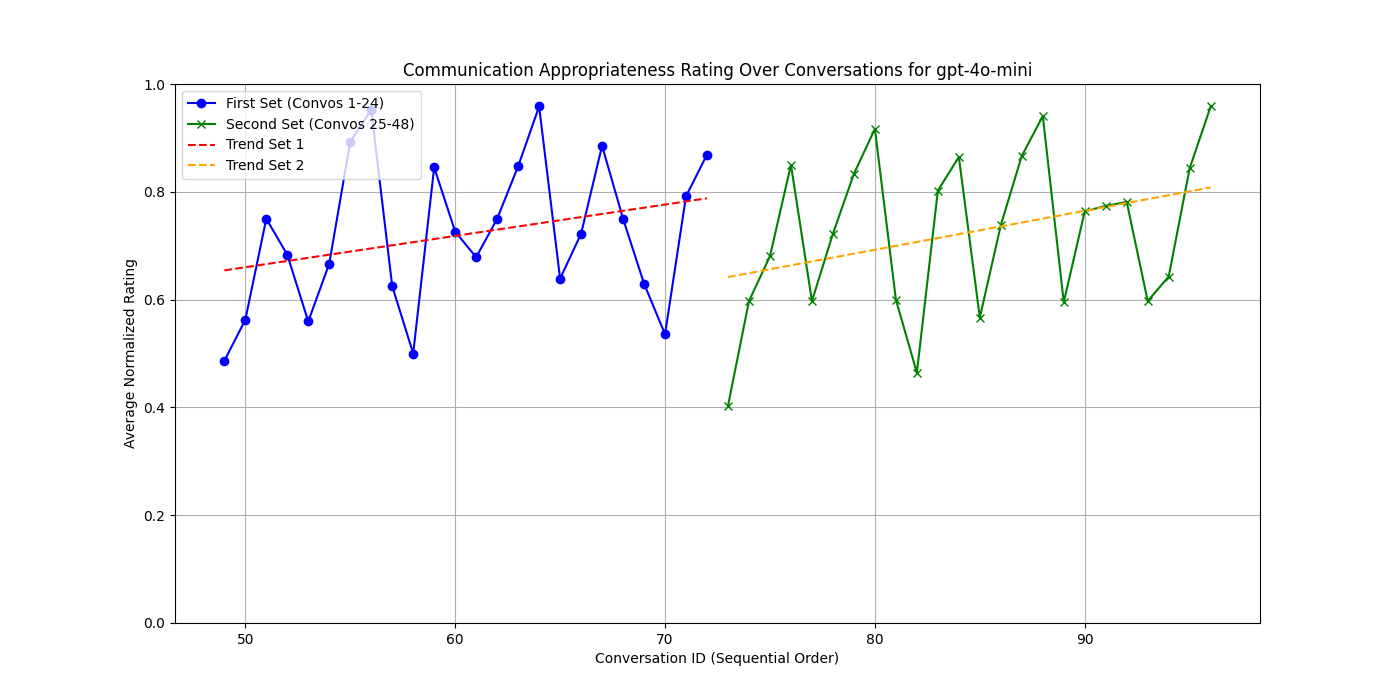 Communication Appropriateness Rating Over Conversations for gpt-4o-mini
1.0
0.8
0.6
0.4
0.2
0.0
Average Normalized Rating
First Set (Convos 1-24)
Second Set (Convos 25-48)
Trend Set 1
Trend Set 2
50
60
70
80
90
Conversation ID (Sequential Order)